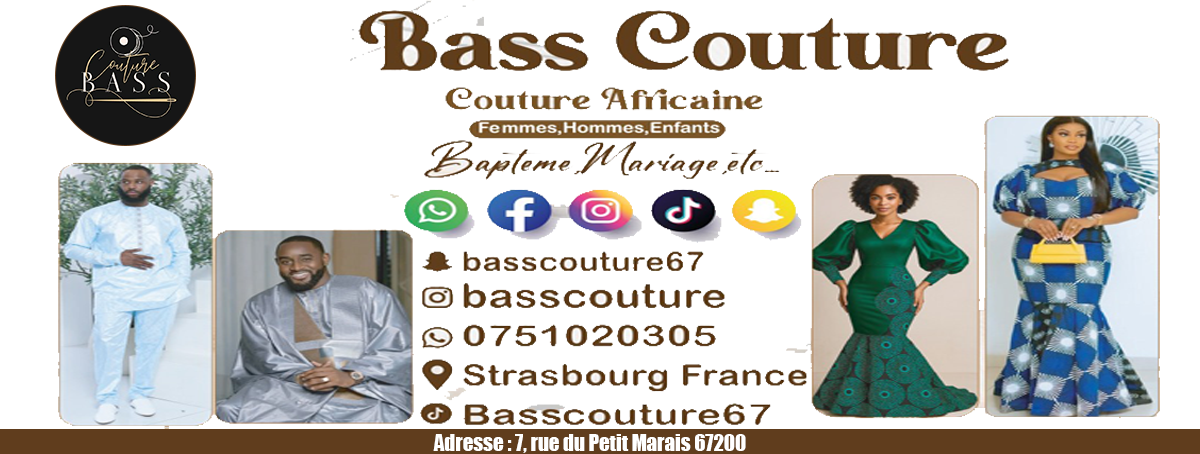 Couture
BASS
Bass Couture
Couture Africaine
Femmes,Hommes,Enfants
Bapteme,Mariage,etc...
basscouture67
basscouture
0751020305
Strasbourg France
Basscouture67
Adresse : 7, rue du Petit Marais 67200